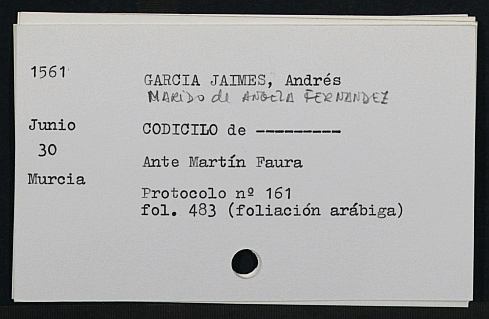 1561
GARCIA JAIMES, Andrés
MARIDO de ANGELA FERNANDEZ
Junio
CODICILO de ---------
30
Ante Martín Faura
Murcia
Protocolo nº 161
fol. 483 (foliación arábiga)